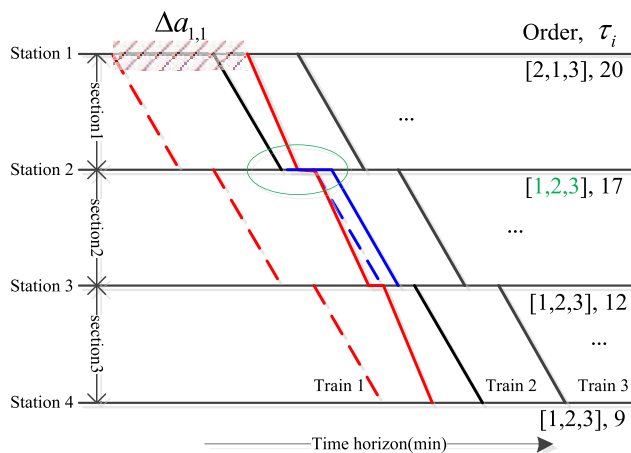 Δa₁,₁
Order, τᵢ
Station 1
[2,1,3], 20
section1
...
Station 2
[1,2,3], 17
section2
...
Station 3
[1,2,3], 12
section3
...
Train 1 Train 2 Train 3
Station 4
[1,2,3], 9
Time horizon(min)